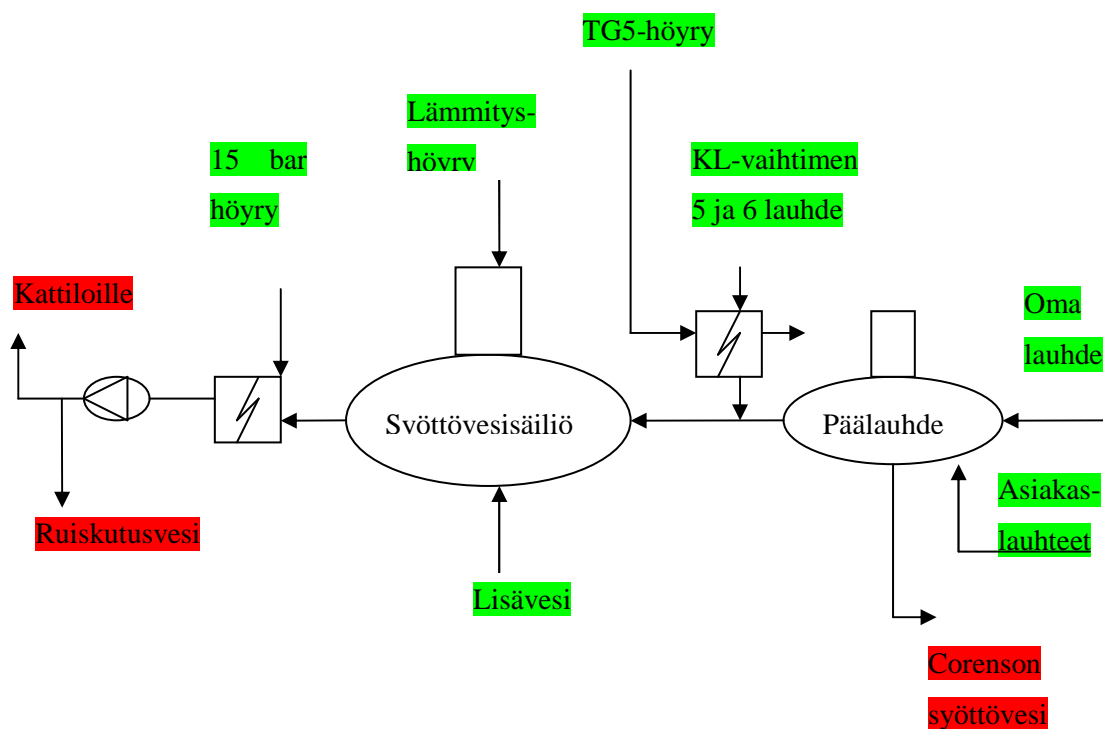 TG5-höyry
Lämmitys-
höyry
15 bar
höyry
KL-vaihtimen
5 ja 6 lauhde
Kattiloille
Oma
lauhde
Syöttövesisäiliö
Päälauhde
Asiakas-
lauhteet
Ruiskutusvesi
Lisävesi
Corenson
syöttövesi